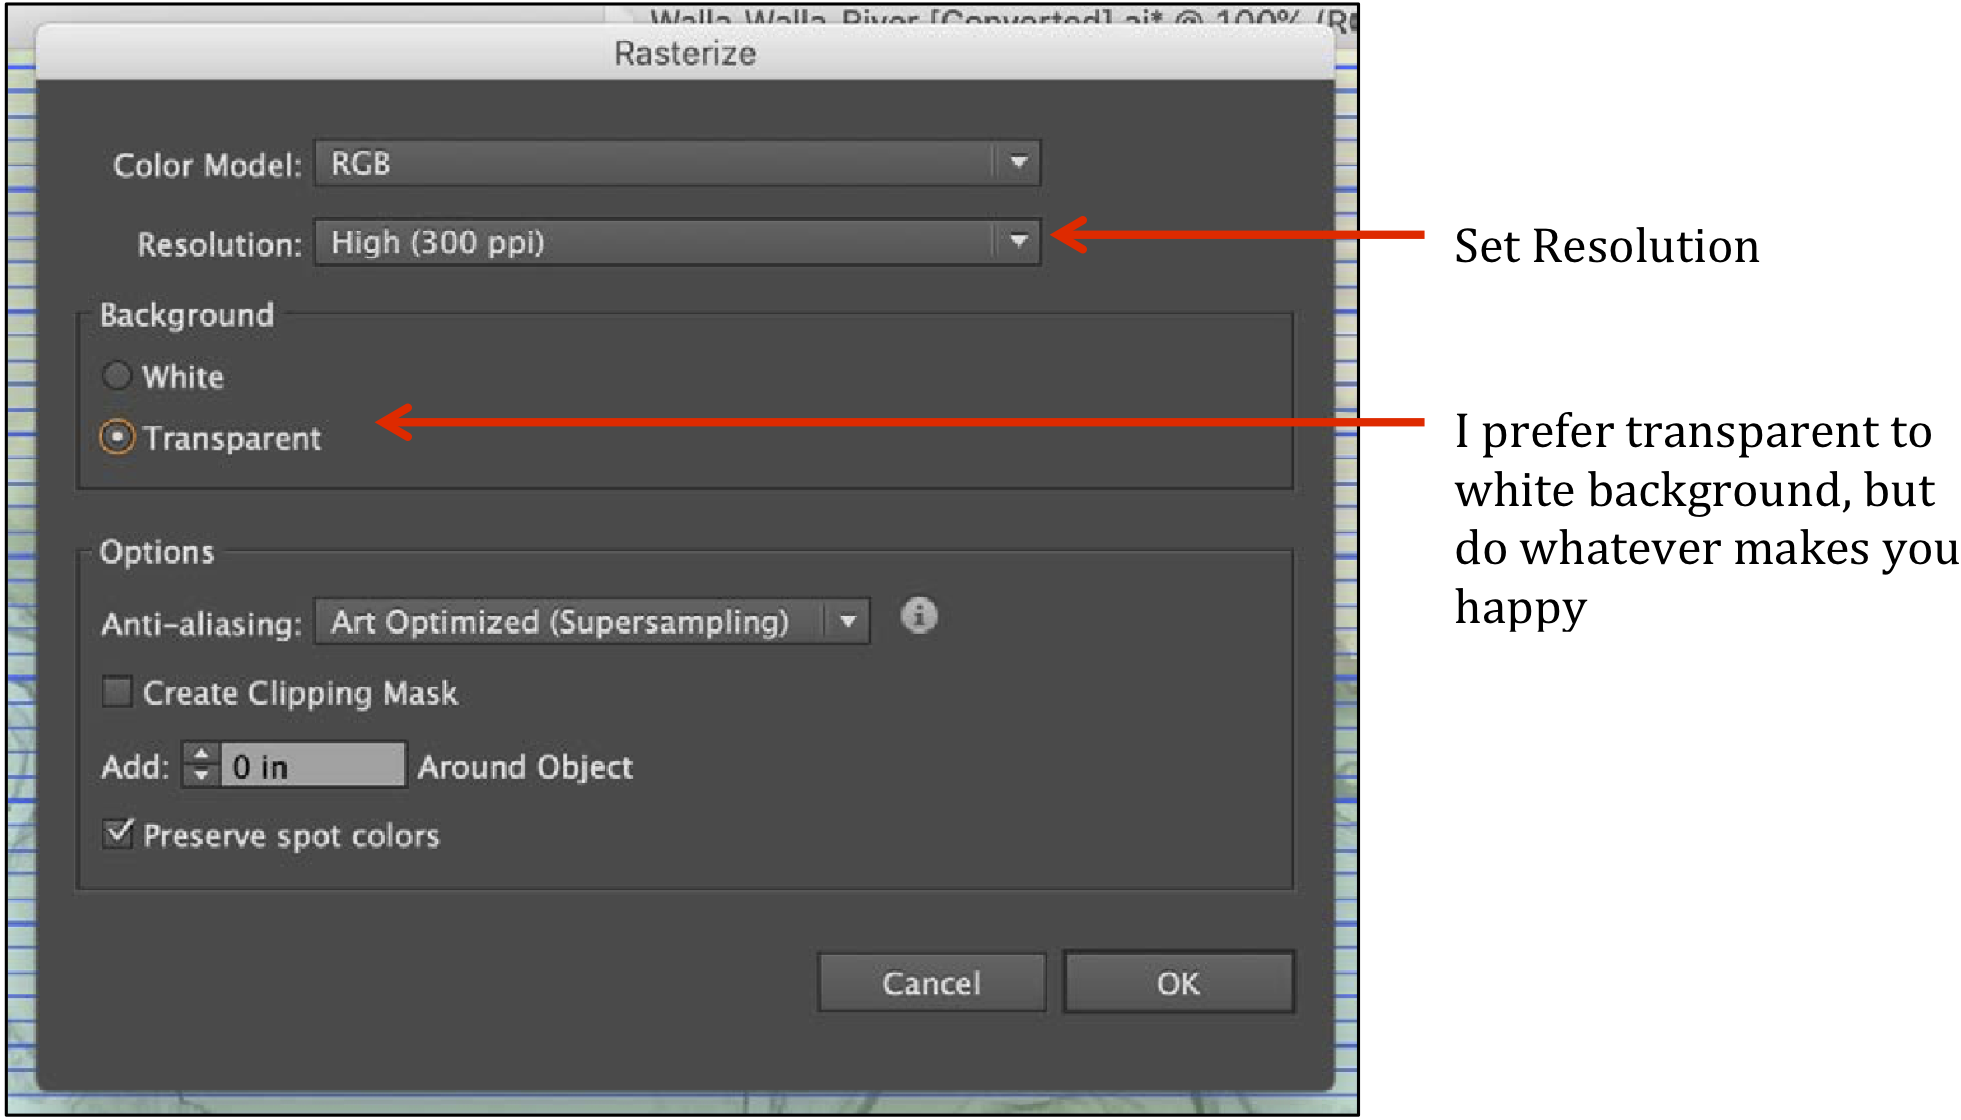 Walla Walla River [Converted].ai* @ 100% (R
Rasterize
Color Model: RGB
Resolution: High (300 ppi)
Set Resolution
Background
White
Transparent
I prefer transparent to
white background, but
do whatever makes you
happy
Options
Anti-aliasing: Art Optimized (Supersampling)
Create Clipping Mask
Add: 0 in Around Object
Preserve spot colors
Cancel OK